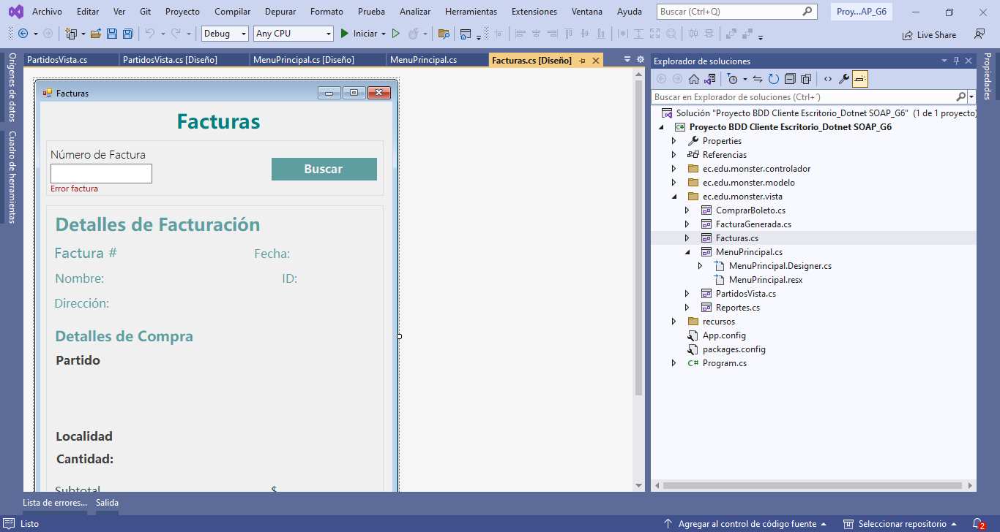 Archivo Editar Ver Git Proyecto Compilar Depurar Formato Prueba Analizar Herramientas Extensiones Ventana Ayuda Buscar (Ctrl+Q) Proy...AP_G6
Debug Any CPU Iniciar Live Share
Orígenes de datos
Cuadro de herramientas
PartidosVista.cs PartidosVista.cs [Diseño] MenuPrincipal.cs [Diseño] MenuPrincipal.cs Facturas.cs [Diseño]
Facturas
Facturas
Número de Factura
Buscar
Error factura
Detalles de Facturación
Factura # Fecha:
Nombre: ID:
Dirección:
Detalles de Compra
Partido
Localidad
Cantidad:
Subtotal $
Explorador de soluciones
Buscar en Explorador de soluciones (Ctrl+´)
Solución "Proyecto BDD Cliente Escritorio_Dotnet SOAP_G6" (1 de 1 proyecto)
C# Proyecto BDD Cliente Escritorio_Dotnet SOAP_G6
Properties
Referencias
ec.edu.monster.controlador
ec.edu.monster.modelo
ec.edu.monster.vista
ComprarBoleto.cs
FacturaGenerada.cs
Facturas.cs
MenuPrincipal.cs
MenuPrincipal.Designer.cs
MenuPrincipal.resx
PartidosVista.cs
Reportes.cs
recursos
App.config
packages.config
C# Program.cs
Propiedades
Lista de errores... Salida
Listo Agregar al control de código fuente Seleccionar repositorio 2